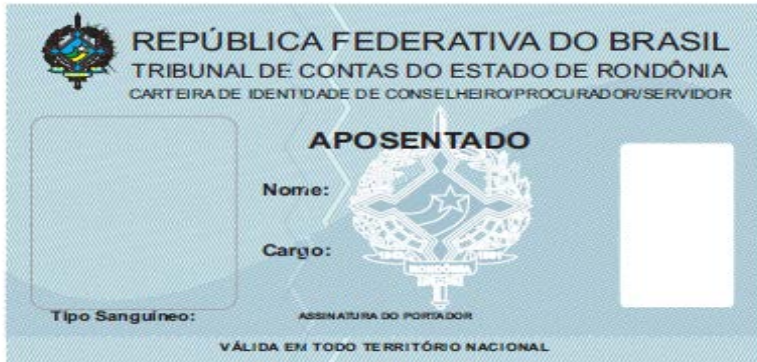 REPÚBLICA FEDERATIVA DO BRASIL
TRIBUNAL DE CONTAS DO ESTADO DE RONDÔNIA
CARTEIRA DE IDENTIDADE DE CONSELHEIRO/PROCURADOR/SERVIDOR
APOSENTADO
Nome:
Cargo:
RONDÔNIA
Tipo Sanguíneo:
ASSINATURA DO PORTADOR
VÁLIDA EM TODO TERRITÓRIO NACIONAL